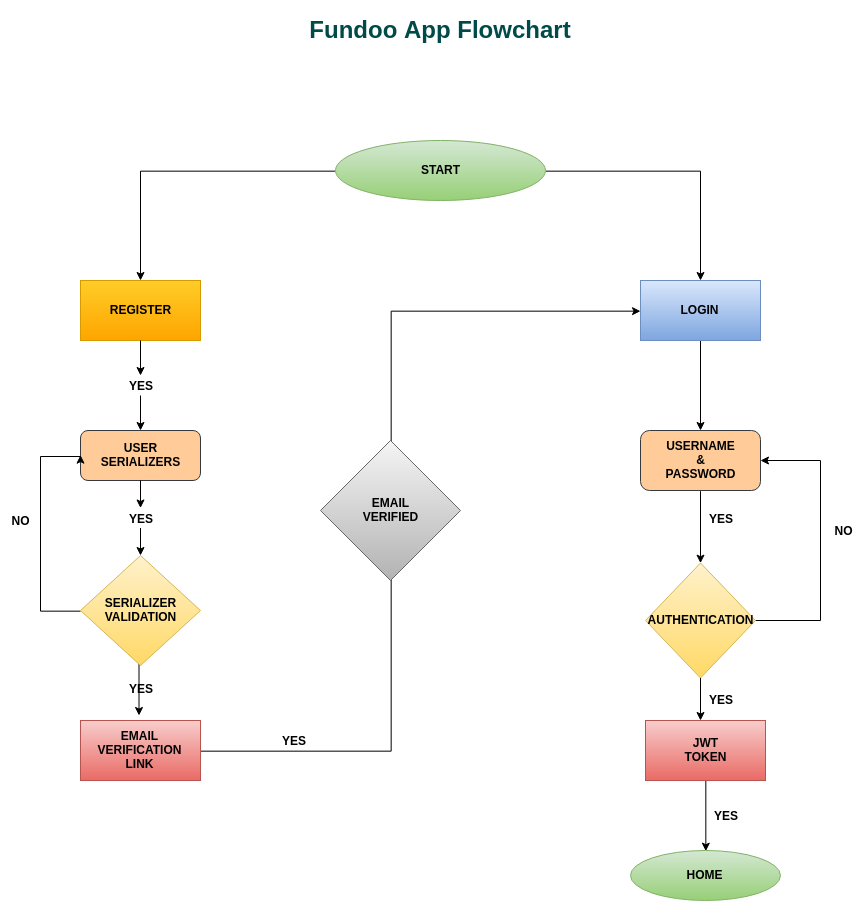 Fundoo App Flowchart
START
REGISTER
LOGIN
YES
USER
SERIALIZERS
USERNAME
&
PASSWORD
EMAIL
VERIFIED
NO
YES
YES
NO
SERIALIZER
VALIDATION
AUTHENTICATION
YES
YES
EMAIL
VERIFICATION
LINK
YES
JWT
TOKEN
YES
HOME